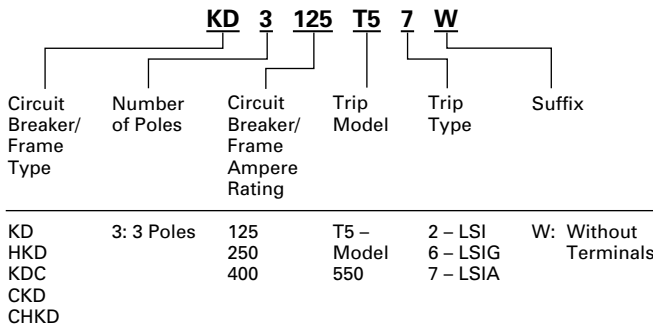 KD 3 125 T5 7 W
Circuit Breaker/ Frame Type
Number of Poles
Circuit Breaker/ Frame Ampere Rating
Trip Model
Trip Type
Suffix
KD
HKD
KDC
CKD
CHKD
3: 3 Poles
125
250
400
T5 –
Model
550
2 – LSI
6 – LSIG
7 – LSIA
W: Without
Terminals